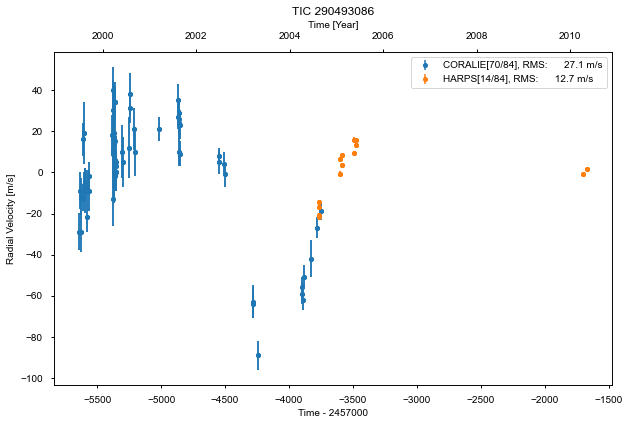 TIC 290493086
Time [Year]
2000 2002 2004 2006 2008 2010
CORALIE[70/84], RMS: 27.1 m/s
HARPS[14/84], RMS: 12.7 m/s
Radial Velocity [m/s]
40
20
0
−20
−40
−60
−80
−100
−5500 −5000 −4500 −4000 −3500 −3000 −2500 −2000 −1500
Time - 2457000